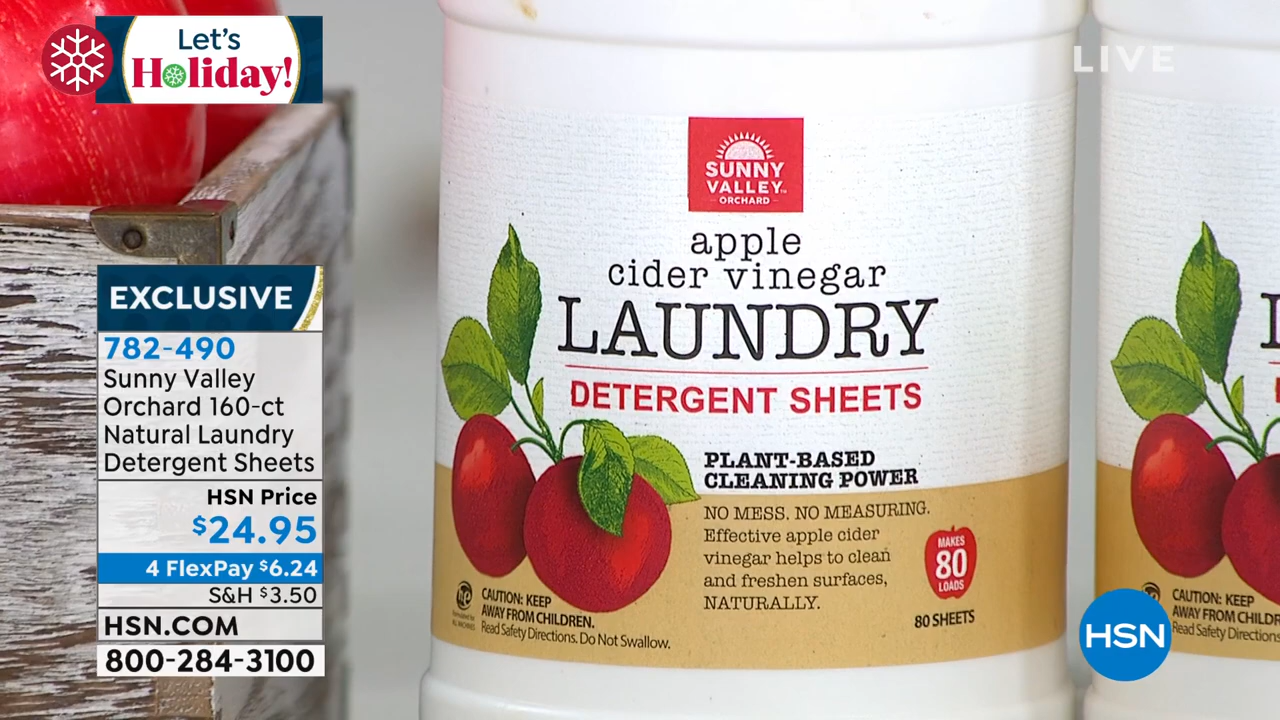 Let's
Holiday!
LIVE
EXCLUSIVE
782-490
Sunny Valley
Orchard 160-ct
Natural Laundry
Detergent Sheets
HSN Price
$24.95
4 FlexPay $6.24
S&H $3.50
HSN.COM
800-284-3100
SUNNY
VALLEY™
ORCHARD
apple
cider vinegar
LAUNDRY
DETERGENT SHEETS
PLANT-BASED
CLEANING POWER
NO MESS. NO MEASURING.
Effective apple cider
vinegar helps to clean
and freshen surfaces,
NATURALLY.
MAKES
80
LOADS
80 SHEETS
CAUTION: KEEP
AWAY FROM CHILDREN.
Read Safety Directions. Do Not Swallow.
L
CAUTION: KEEP
AWAY FROM CHILDR
Read Safety Directions
HSN